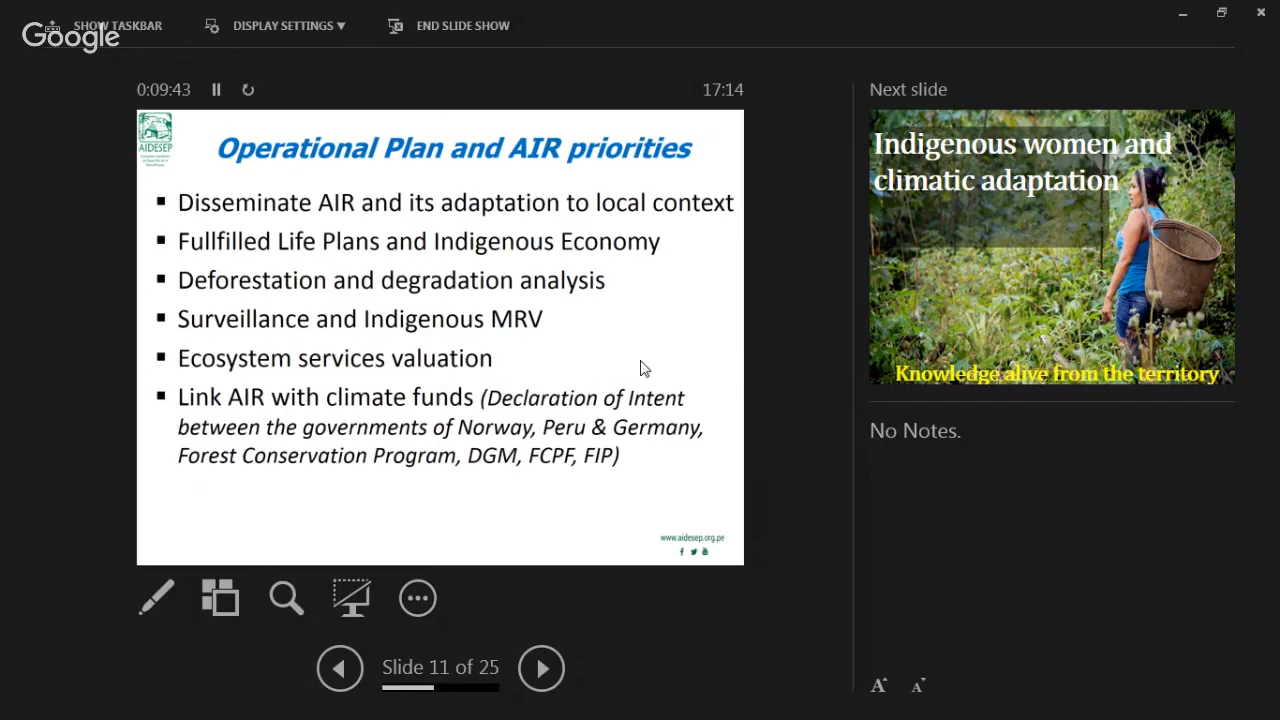 SHOW TASKBAR
DISPLAY SETTINGS ▼
END SLIDE SHOW
Google
0:09:43
17:14
AIDESEP
Operational Plan and AIR priorities
▪ Disseminate AIR and its adaptation to local context
▪ Fullfilled Life Plans and Indigenous Economy
▪ Deforestation and degradation analysis
▪ Surveillance and Indigenous MRV
▪ Ecosystem services valuation
▪ Link AIR with climate funds (Declaration of Intent
between the governments of Norway, Peru & Germany,
Forest Conservation Program, DGM, FCPF, FIP)
www.aidesep.org.pe
Slide 11 of 25
Next slide
Indigenous women and
climatic adaptation
Knowledge alive from the territory
No Notes.
A A